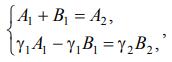 A₁ + B₁ = A₂,
γ₁A₁ − γ₁B₁ = γ₂B₂,
,